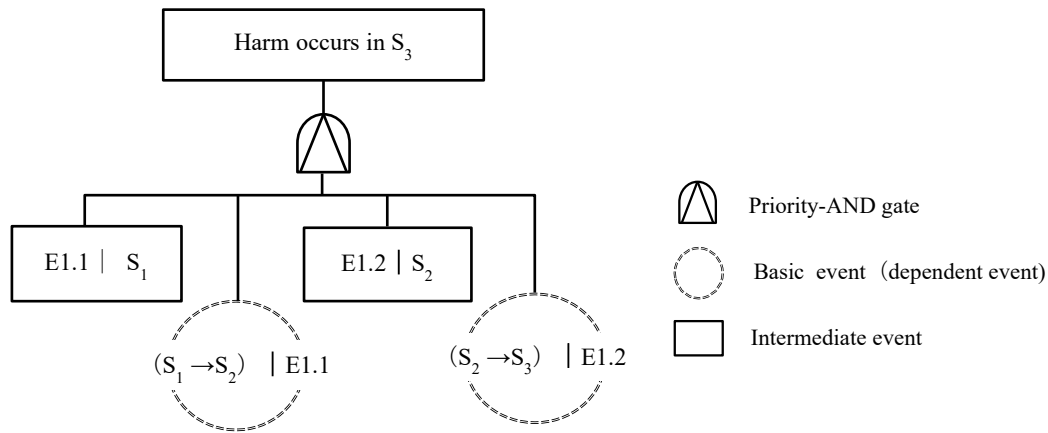 Harm occurs in S₃
E1.1 | S₁
E1.2 | S₂
(S₁→S₂) | E1.1
(S₂→S₃) | E1.2
Priority-AND gate
Basic event (dependent event)
Intermediate event